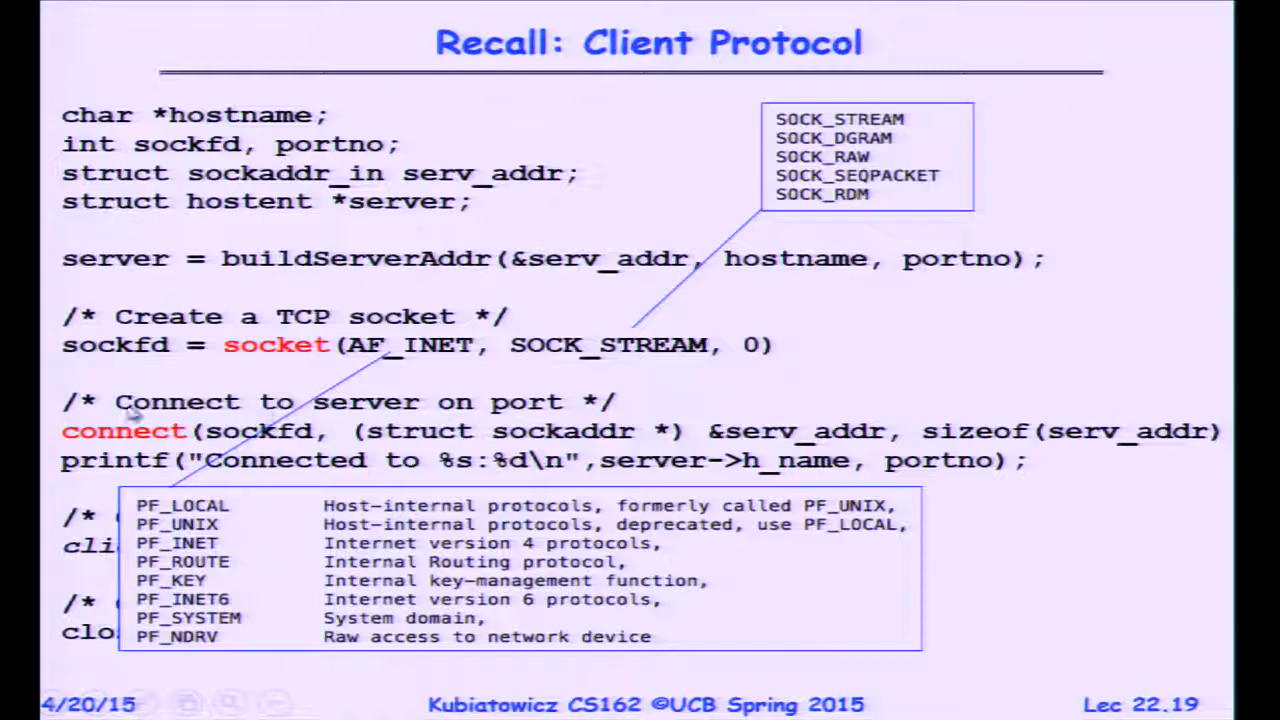 Recall: Client Protocol
char *hostname;
int sockfd, portno;
struct sockaddr_in serv_addr;
struct hostent *server;
SOCK_STREAM
SOCK_DGRAM
SOCK_RAW
SOCK_SEQPACKET
SOCK_RDM
server = buildServerAddr(&serv_addr, hostname, portno);
/* Create a TCP socket */
sockfd = socket(AF_INET, SOCK_STREAM, 0)
/* Connect to server on port */
connect(sockfd, (struct sockaddr *) &serv_addr, sizeof(serv_addr)
printf("Connected to %s:%d\n",server->h_name, portno);
/*
cli
/*
clo
PF_LOCAL Host-internal protocols, formerly called PF_UNIX,
PF_UNIX Host-internal protocols, deprecated, use PF_LOCAL,
PF_INET Internet version 4 protocols,
PF_ROUTE Internal Routing protocol,
PF_KEY Internal key-management function,
PF_INET6 Internet version 6 protocols,
PF_SYSTEM System domain,
PF_NDRV Raw access to network device
4/20/15 Kubiatowicz CS162 ©UCB Spring 2015 Lec 22.19